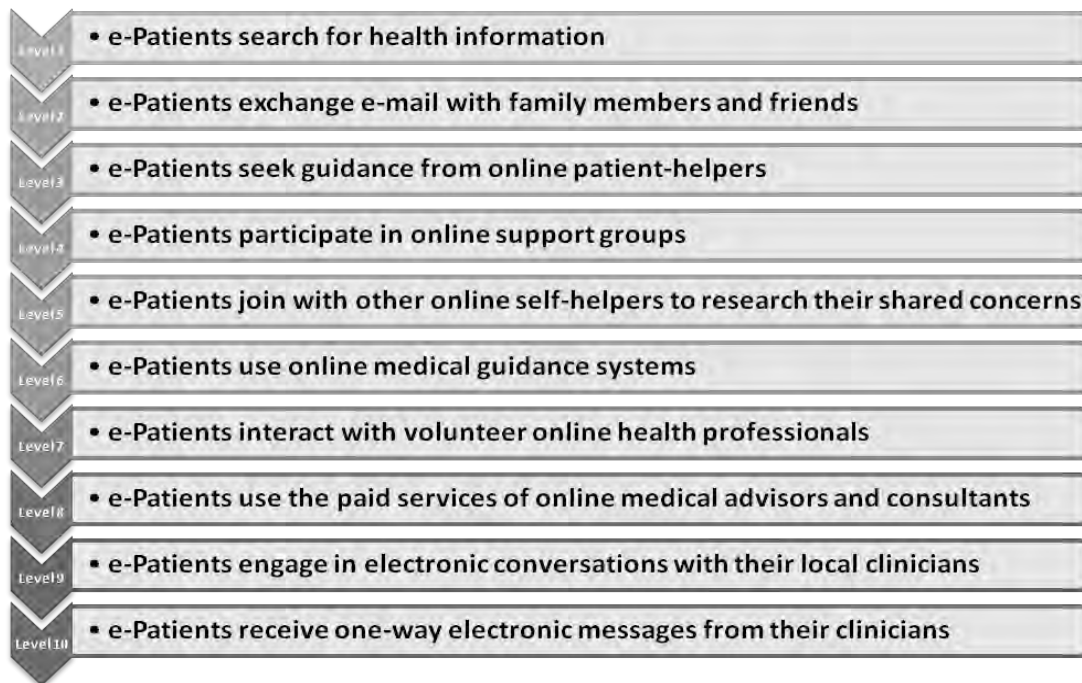 Level1 • e-Patients search for health information
Level2 • e-Patients exchange e-mail with family members and friends
Level3 • e-Patients seek guidance from online patient-helpers
Level4 • e-Patients participate in online support groups
Level5 • e-Patients join with other online self-helpers to research their shared concerns
Level6 • e-Patients use online medical guidance systems
Level7 • e-Patients interact with volunteer online health professionals
Level8 • e-Patients use the paid services of online medical advisors and consultants
Level9 • e-Patients engage in electronic conversations with their local clinicians
Level10 • e-Patients receive one-way electronic messages from their clinicians